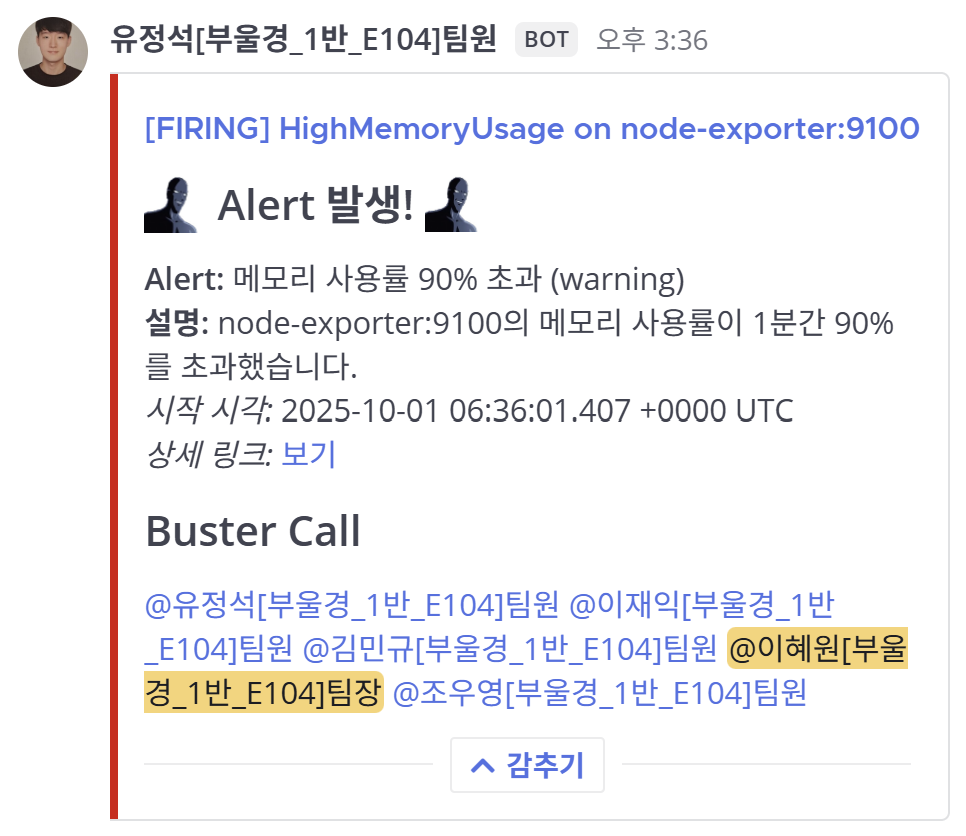 유정석[부울경_1반_E104]팀원 BOT 오후 3:36
[FIRING] HighMemoryUsage on node-exporter:9100
Alert 발생!
Alert: 메모리 사용률 90% 초과 (warning)
설명: node-exporter:9100의 메모리 사용률이 1분간 90%
를 초과했습니다.
시작 시각: 2025-10-01 06:36:01.407 +0000 UTC
상세 링크: 보기
Buster Call
@유정석[부울경_1반_E104]팀원 @이재익[부울경_1반
_E104]팀원 @김민규[부울경_1반_E104]팀원 @이혜원[부울
경_1반_E104]팀장 @조우영[부울경_1반_E104]팀원
감추기